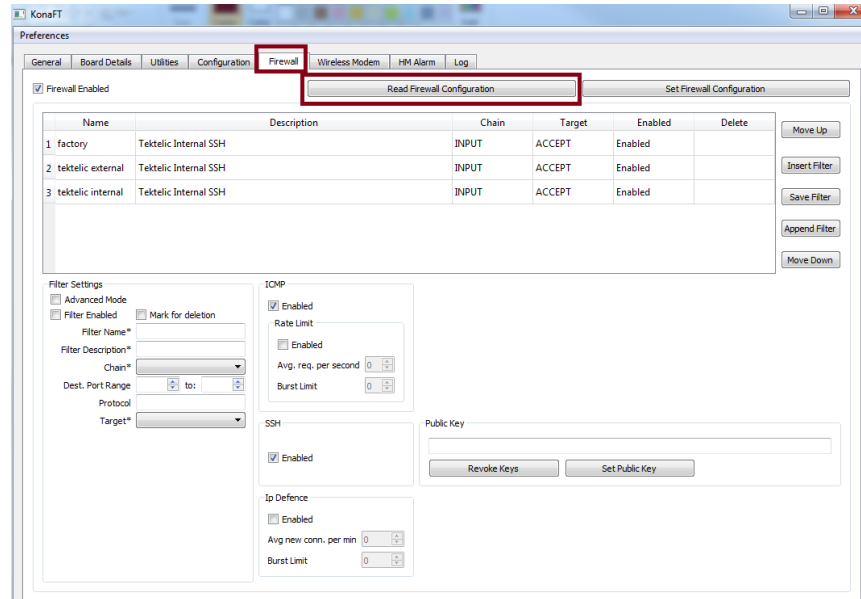 KonaFT
Preferences
General Board Details Utilities Configuration Firewall Wireless Modem HM Alarm Log
Firewall Enabled Read Firewall Configuration Set Firewall Configuration
Name Description Chain Target Enabled Delete Move Up
1 factory Tektelic Internal SSH INPUT ACCEPT Enabled
2 tektelic external Tektelic Internal SSH INPUT ACCEPT Enabled Insert Filter
3 tektelic internal Tektelic Internal SSH INPUT ACCEPT Enabled Save Filter
Append Filter
Move Down
Filter Settings ICMP
Advanced Mode Enabled
Filter Enabled Mark for deletion Rate Limit
Filter Name* Enabled
Filter Description* Avg. req. per second 0
Chain* Burst Limit 0
Dest. Port Range to:
Protocol
Target* SSH Public Key
Enabled
Revoke Keys Set Public Key
Ip Defence
Enabled
Avg new conn. per min 0
Burst Limit 0